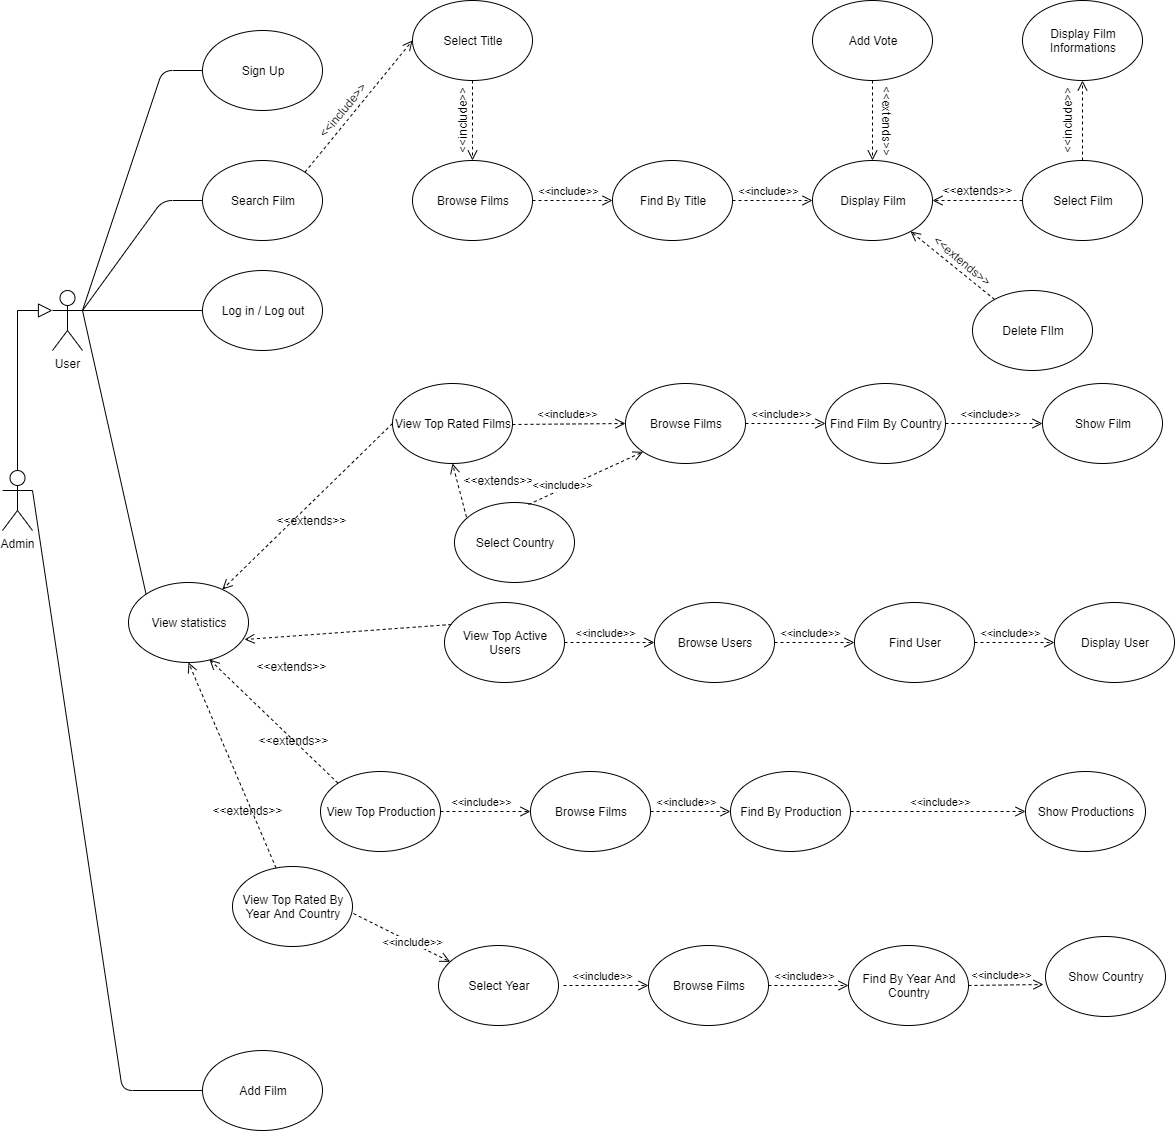 Select Title
Add Vote
Display Film
Informations
Sign Up
<<include>>
<<include>>
<<extends>>
<<include>>
Search Film
Browse Films
<<include>>
Find By Title
<<include>>
Display Film
<<extends>>
Select Film
<<extends>>
Log in / Log out
Delete FIlm
User
View Top Rated Films
<<include>>
Browse Films
<<include>>
Find Film By Country
<<include>>
Show Film
<<extends>>
<<include>>
<<extends>>
Select Country
Admin
View statistics
View Top Active
Users
<<include>>
Browse Users
<<include>>
Find User
<<include>>
Display User
<<extends>>
<<extends>>
View Top Production
<<include>>
Browse Films
<<include>>
Find By Production
<<include>>
Show Productions
<<extends>>
View Top Rated By
Year And Country
<<include>>
Select Year
<<include>>
Browse Films
<<include>>
Find By Year And
Country
<<include>>
Show Country
Add Film